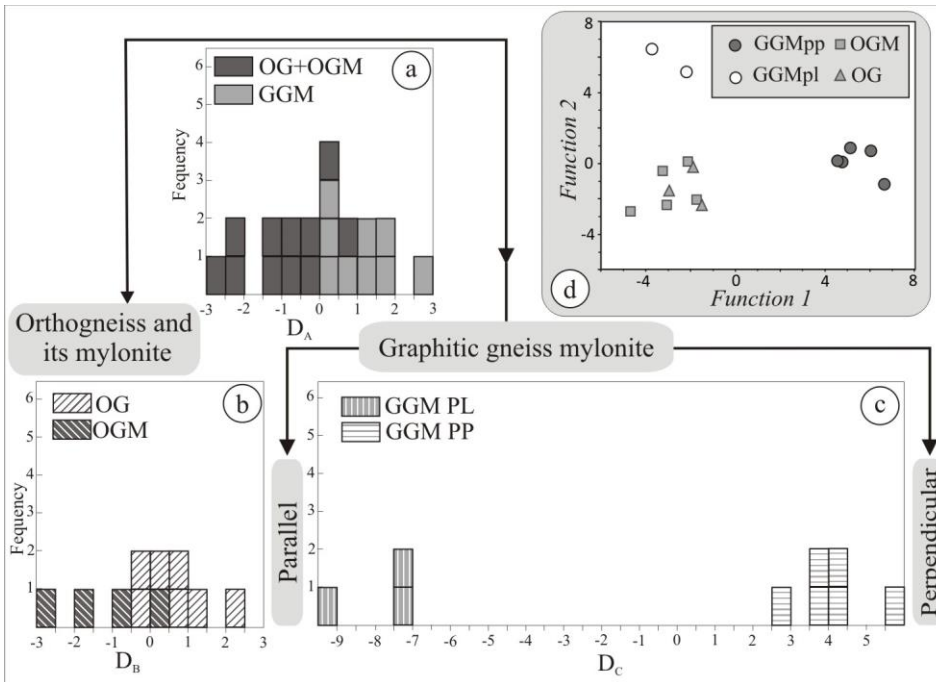 a
OG+OGM
GGM
Fequency
6
5
4
3
2
1
-3 -2 -1 0 1 2 3
D_A
d
GGMpp OGM
GGMpl OG
Function 2
8
4
0
-4
-4 0 4 8
Function 1
Orthogneiss and
its mylonite
Graphitic gneiss mylonite
b
OG
OGM
Fequency
6
5
4
3
2
1
-3 -2 -1 0 1 2 3
D_B
Parallel
c
GGM PL
GGM PP
6
5
4
3
2
1
-9 -8 -7 -6 -5 -4 -3 -2 -1 0 1 2 3 4 5
D_C
Perpendicular